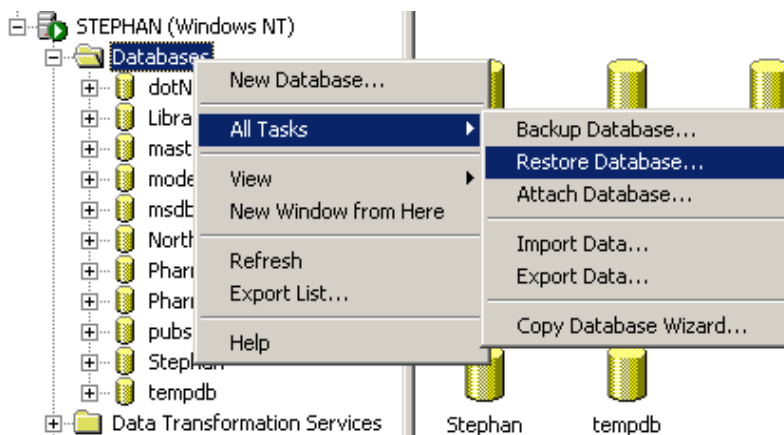 STEPHAN (Windows NT)
Databases
dotN
Libra
mast
mode
msdb
North
Phar
Phar
pubs
Stephan
tempdb
Data Transformation Services
New Database...
All Tasks
View
New Window from Here
Refresh
Export List...
Help
Backup Database...
Restore Database...
Attach Database...
Import Data...
Export Data...
Copy Database Wizard...
Stephan
tempdb